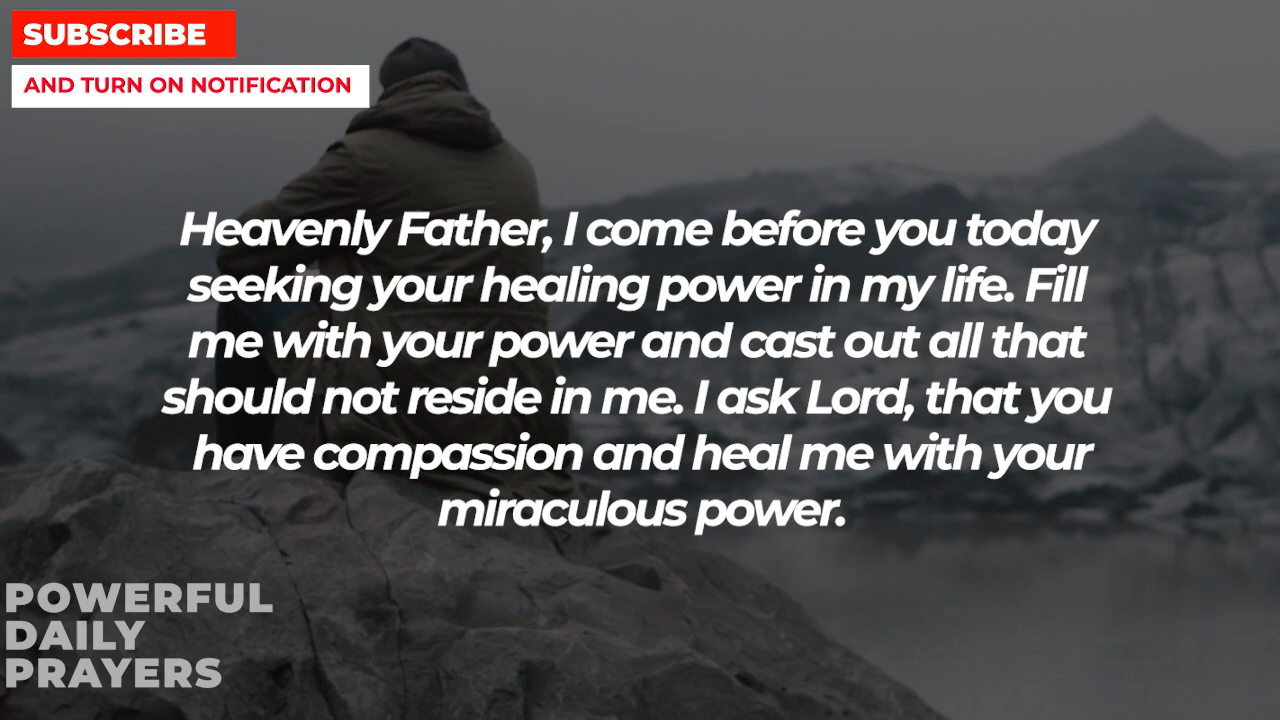 SUBSCRIBE
AND TURN ON NOTIFICATION
Heavenly Father, I come before you today
seeking your healing power in my life. Fill
me with your power and cast out all that
should not reside in me. I ask Lord, that you
have compassion and heal me with your
miraculous power.
POWERFUL
DAILY
PRAYERS